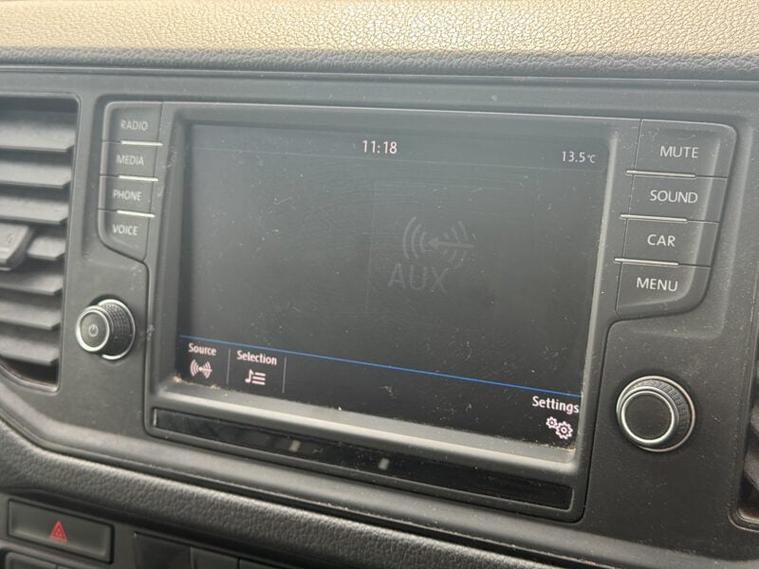 RADIO
MEDIA
PHONE
VOICE
11:18
13.5°C
AUX
Source
Selection
Settings
MUTE
SOUND
CAR
MENU